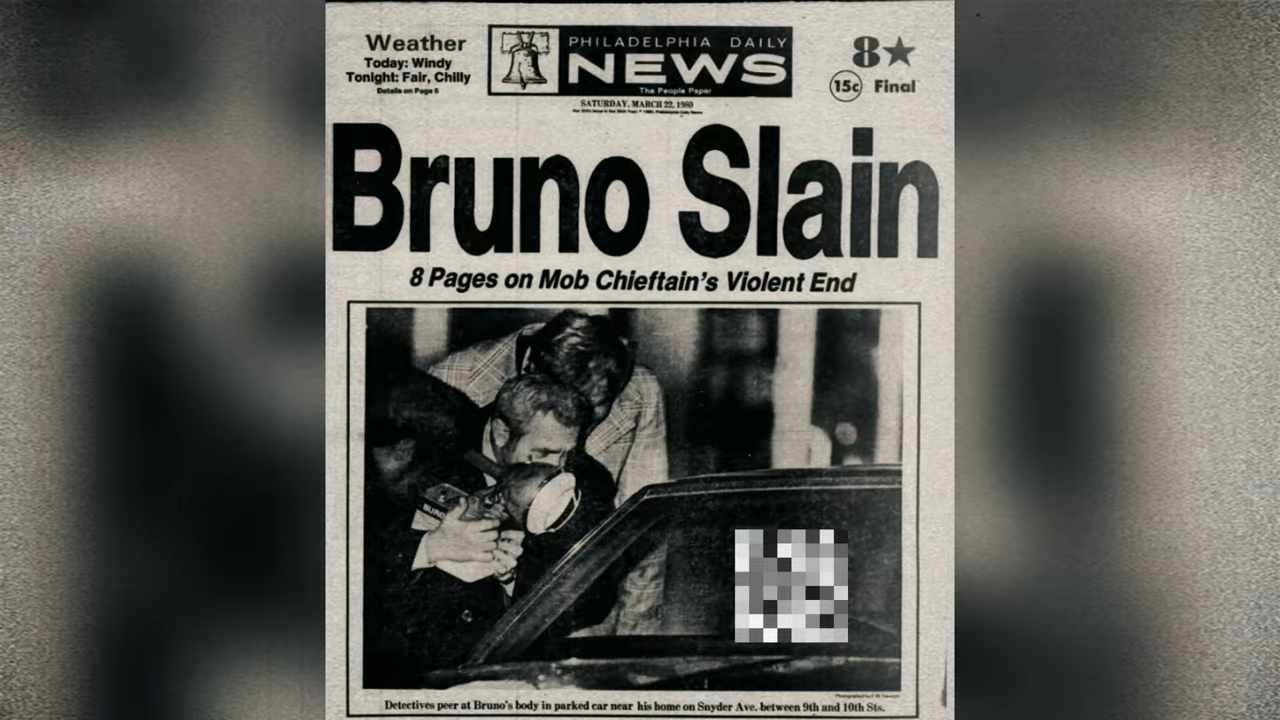 Weather
Today: Windy
Tonight: Fair, Chilly
Details on Page 6
PHILADELPHIA DAILY
NEWS
The People Paper
8★
15c Final
SATURDAY, MARCH 22, 1980
Bruno Slain
8 Pages on Mob Chieftain's Violent End
BURG
Detectives peer at Bruno's body in parked car near his home on Snyder Ave. between 9th and 10th Sts.